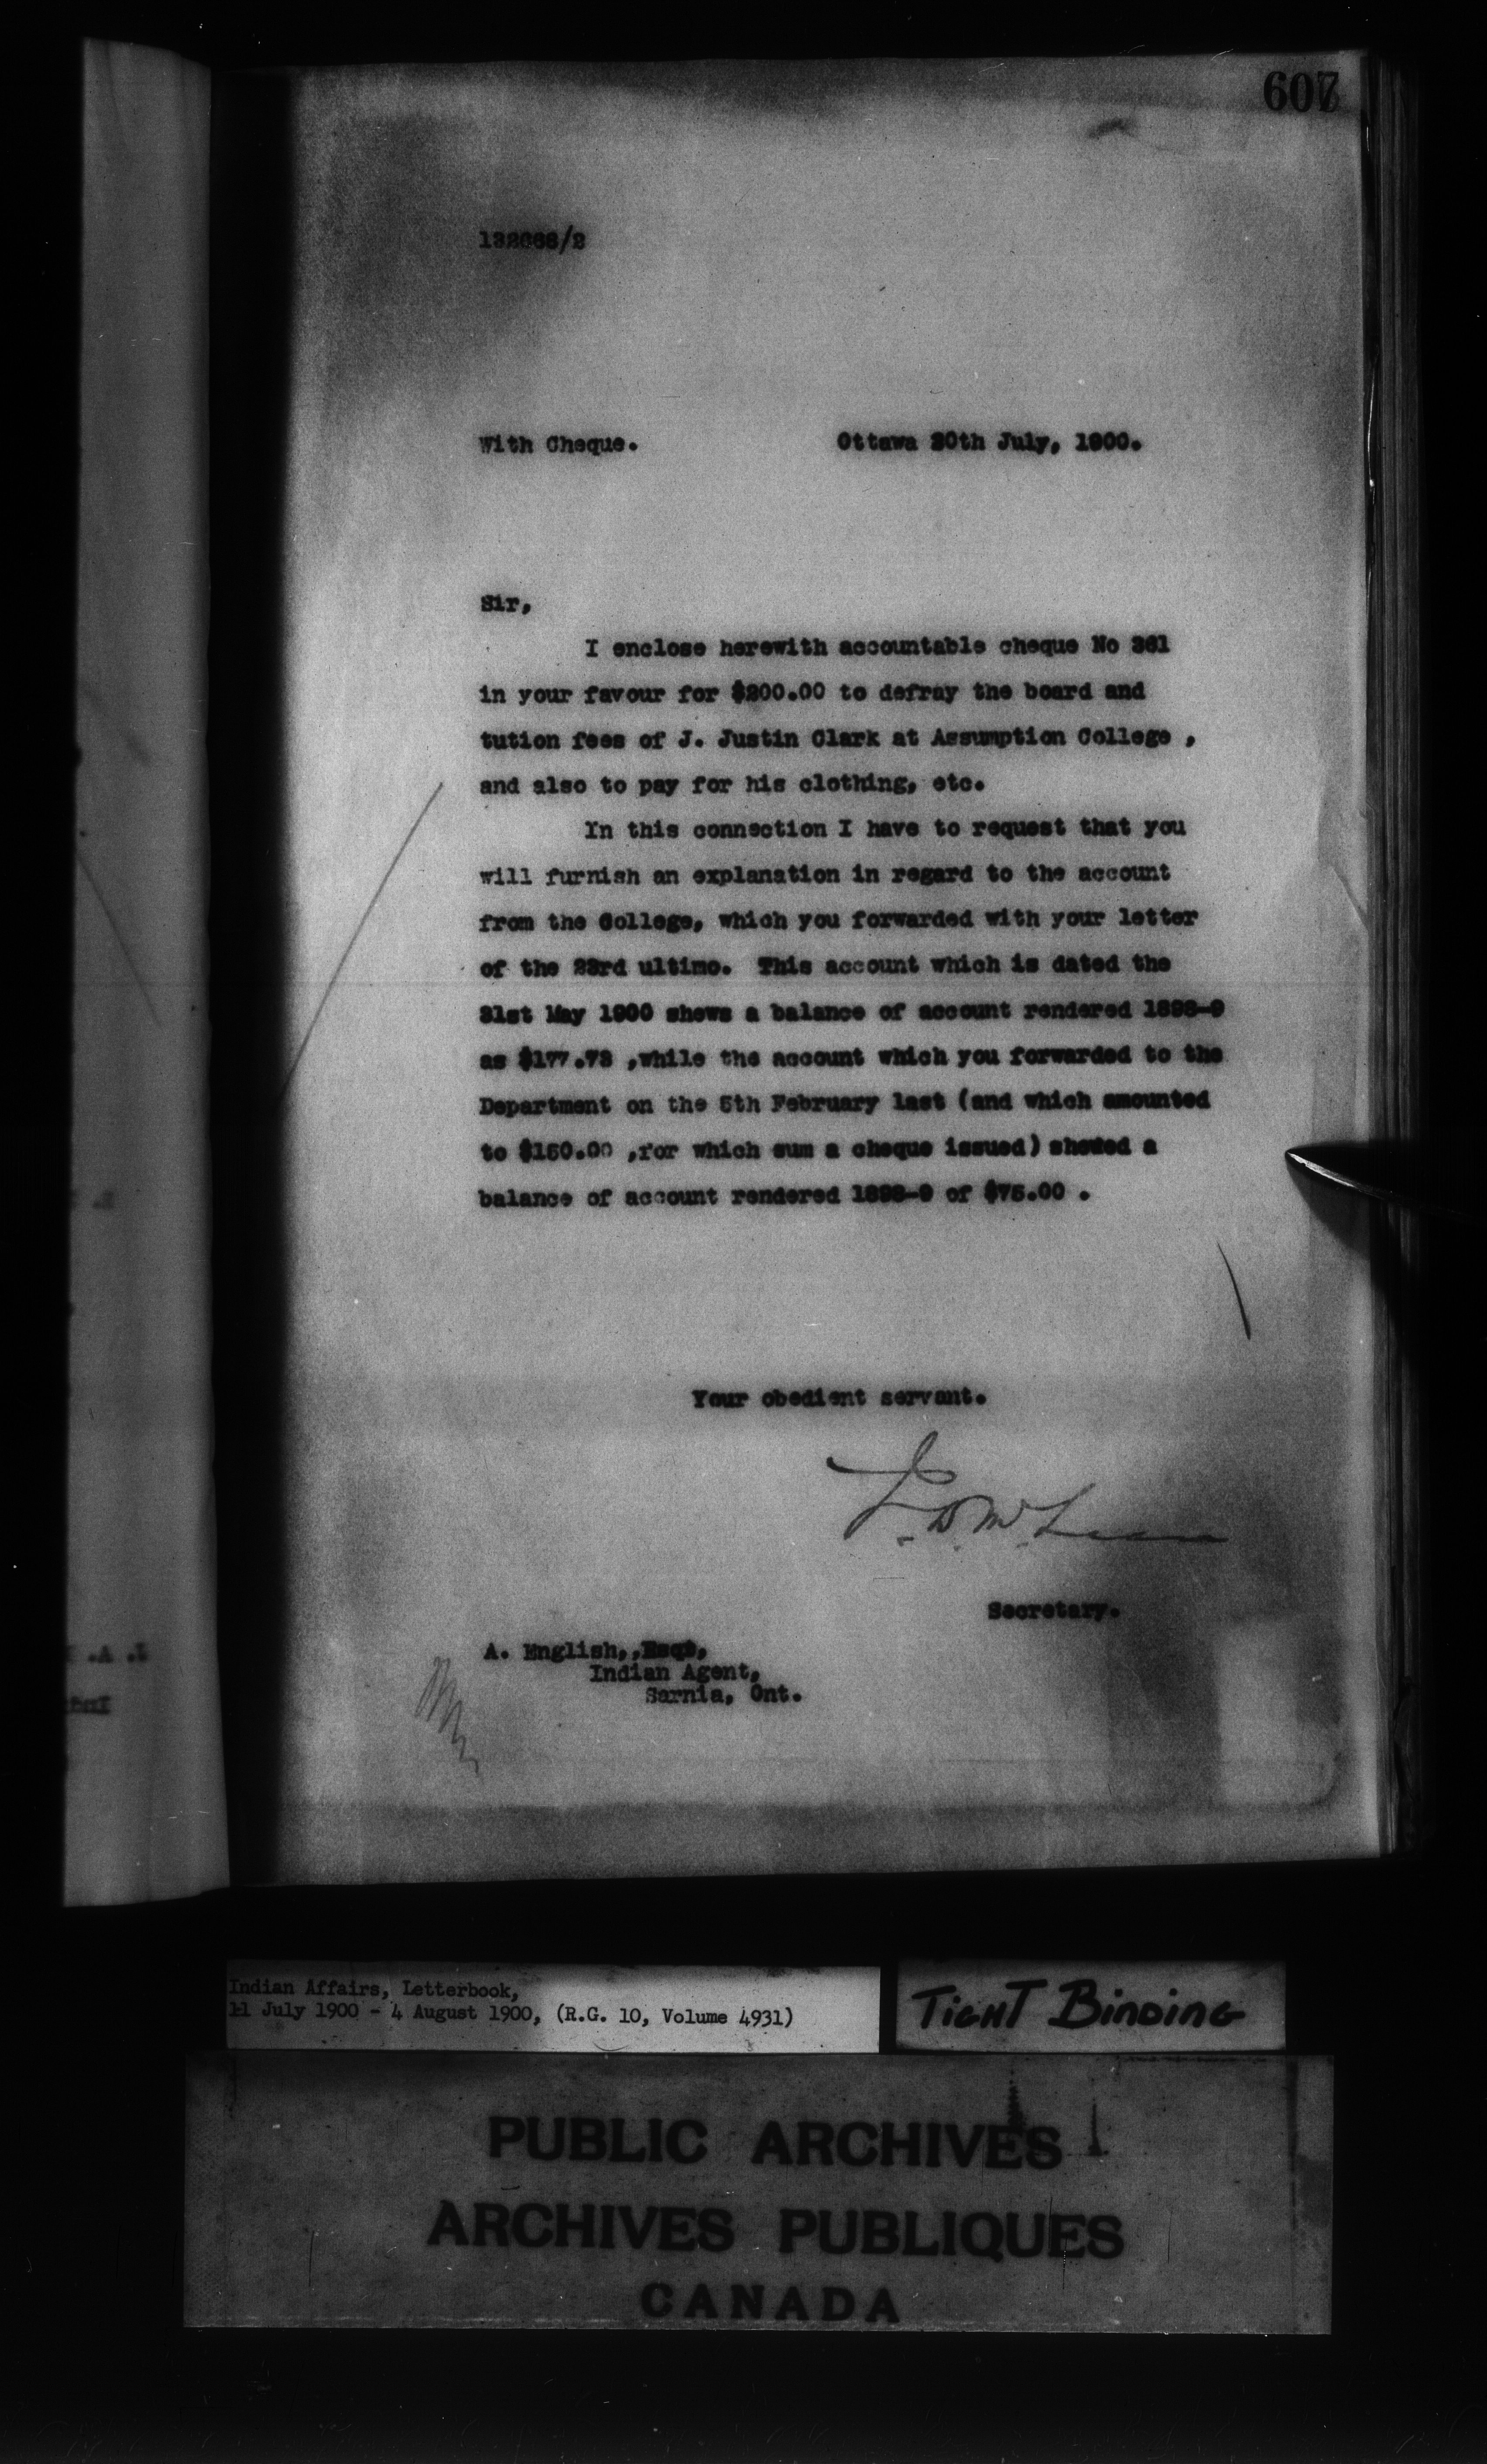 607
With Cheque. Ottawa 30th July, 1900.
Sir,
I enclose herewith accountable cheque No 361
in your favour for $200.00 to defray the board and
tution fees of J. Justin Clark at Assumption College ,
and also to pay for his clothing, etc.
In this connection I have to request that you
will furnish an explanation in regard to the account
from the College, which you forwarded with your letter
of the 23rd ultimo. This account which is dated the
31st May 1900 shews a balance of account rendered 1898-9
as $177.73 ,while the account which you forwarded to the
Department on the 5th February last (and which amounted
to $150.00 ,for which sum a cheque issued) shewed a
balance of account rendered 1898-9 of $75.00 .
Your obedient servant.
J. D. McLean
Secretary.
A. English,,Esqr,
Indian Agent,
Sarnia, Ont.
Indian Affairs, Letterbook,
11 July 1900 - 4 August 1900, (R.G. 10, Volume 4931)
TIGHT BINDING
PUBLIC ARCHIVES
ARCHIVES PUBLIQUES
CANADA